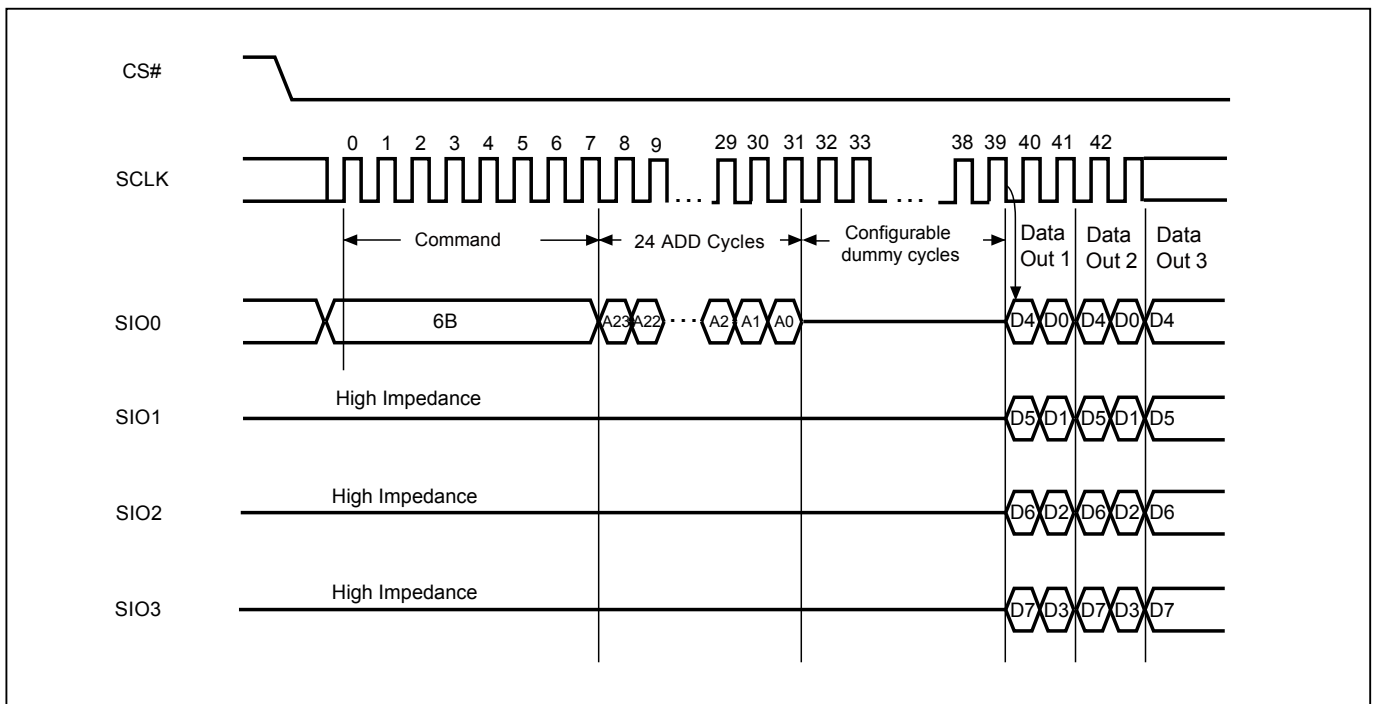 CS#
0 1 2 3 4 5 6 7 8 9 29 30 31 32 33 38 39 40 41 42
SCLK
. . . . . .
Command
24 ADD Cycles
Configurable
dummy cycles
Data
Out 1
Data
Out 2
Data
Out 3
SIO0
6B
A23 A22 · · · A2 A1 A0
D4 D0 D4 D0 D4
High Impedance
SIO1
D5 D1 D5 D1 D5
High Impedance
SIO2
D6 D2 D6 D2 D6
High Impedance
SIO3
D7 D3 D7 D3 D7